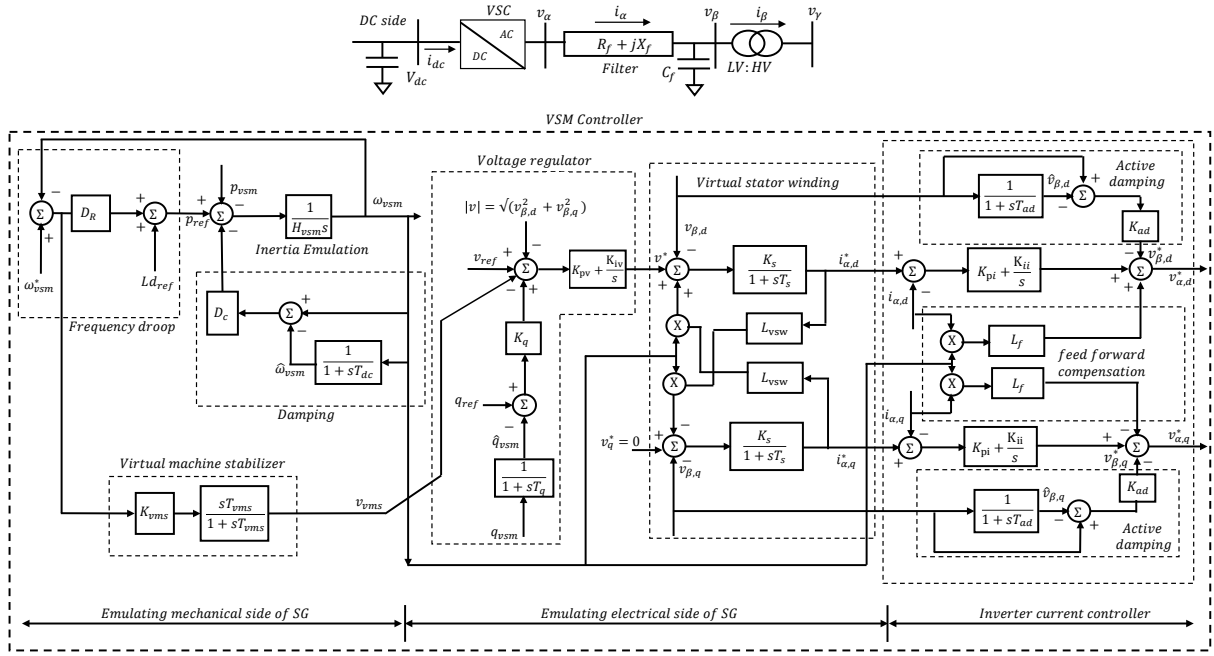 VSC
DC side
AC
DC
i_dc
V_dc
v_α
i_α
R_f + jX_f
Filter
C_f
v_β
i_β
LV:HV
v_γ
VSM Controller
ω*_vsm
−
Σ
+
D_R
+
+
Σ
Ld_ref
Frequency droop
p_vsm
p_ref
+
−
−
Σ
1
H_vsm s
Inertia Emulation
ω_vsm
D_c
Σ
+
−
ω̂_vsm
1
1 + sT_dc
Damping
Virtual machine stabilizer
K_vms
sT_vms
1 + sT_vms
v_vms
Voltage regulator
|v| = √(v²_β,d + v²_β,q)
v_ref
−
+
−
+
Σ
K_pv + K_iv
s
v*
K_q
+
q_ref
Σ
−
q̂_vsm
1
1 + sT_q
q_vsm
Virtual stator winding
v_β,d
−
+
+
+
Σ
K_s
1 + sT_s
i*_α,d
X
L_vsw
L_vsw
X
v*_q = 0
−
+
−
Σ
v_β,q
K_s
1 + sT_s
i*_α,q
1
1 + sT_ad
v̂_β,d
+
−
Σ
Active
damping
K_ad
+
−
Σ
K_pi + K_ii
s
−
+
+
Σ
v*_β,d
v*_α,d
i_α,d
X
L_f
feed forward
compensation
X
L_f
i_α,q
−
+
Σ
K_pi + K_ii
s
−
+
−
Σ
v*_β,q
v*_α,q
K_ad
1
1 + sT_ad
v̂_β,q
−
+
Σ
Active
damping
Emulating mechanical side of SG
Emulating electrical side of SG
Inverter current controller